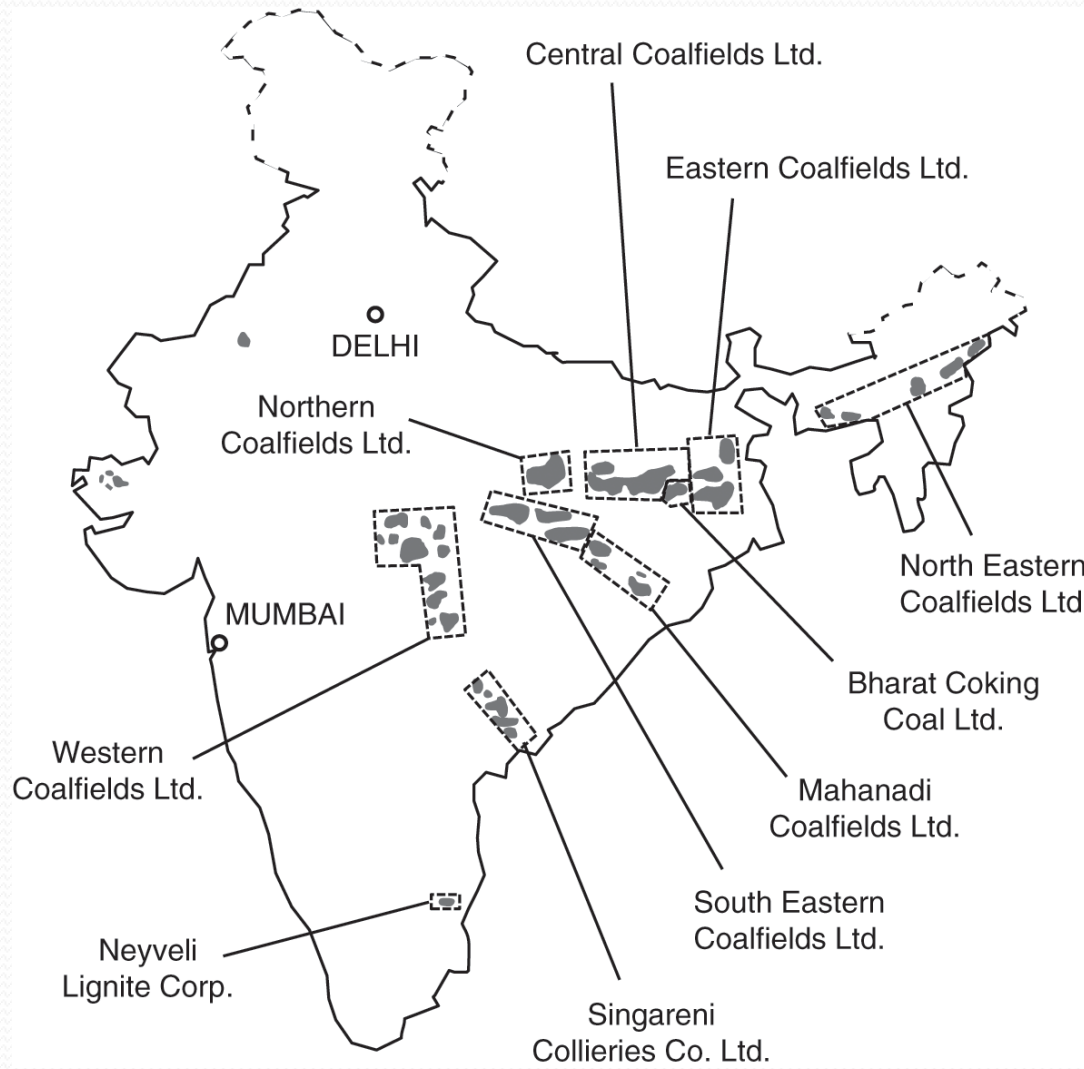 Central Coalfields Ltd.
Eastern Coalfields Ltd.
DELHI
Northern
Coalfields Ltd.
North Eastern
Coalfields Ltd
MUMBAI
Bharat Coking
Coal Ltd.
Western
Coalfields Ltd.
Mahanadi
Coalfields Ltd.
South Eastern
Coalfields Ltd.
Neyveli
Lignite Corp.
Singareni
Collieries Co. Ltd.